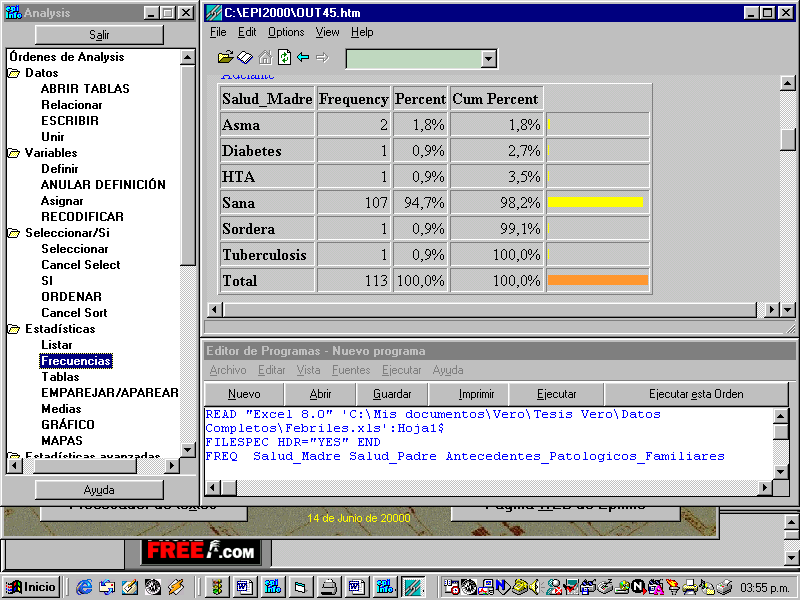 Analysis
Salir
Órdenes de Analysis
Datos
ABRIR TABLAS
Relacionar
ESCRIBIR
Unir
Variables
Definir
ANULAR DEFINICIÓN
Asignar
RECODIFICAR
Seleccionar/Si
Seleccionar
Cancel Select
SI
ORDENAR
Cancel Sort
Estadísticas
Listar
Frecuencias
Tablas
EMPAREJAR/APAREAR
Medias
GRÁFICO
MAPAS
Estadísticas avanzadas
Ayuda
C:\EPI2000\OUT45.htm
File Edit Options View Help
Adelante
Salud_Madre Frequency Percent Cum Percent
Asma 2 1,8% 1,8%
Diabetes 1 0,9% 2,7%
HTA 1 0,9% 3,5%
Sana 107 94,7% 98,2%
Sordera 1 0,9% 99,1%
Tuberculosis 1 0,9% 100,0%
Total 113 100,0% 100,0%
Editor de Programas - Nuevo programa
Archivo Editar Vista Fuentes Ejecutar Ayuda
Nuevo Abrir Guardar Imprimir Ejecutar Ejecutar esta Orden
READ "Excel 8.0" 'C:\Mis documentos\Vero\Tesis Vero\Datos
Completos\Febriles.xls':Hoja1$
FILESPEC HDR="YES" END
FREQ Salud_Madre Salud_Padre Antecedentes_Patologicos_Familiares
14 de Junio de 20000
FREEi.COM
Inicio
03:55 p.m.